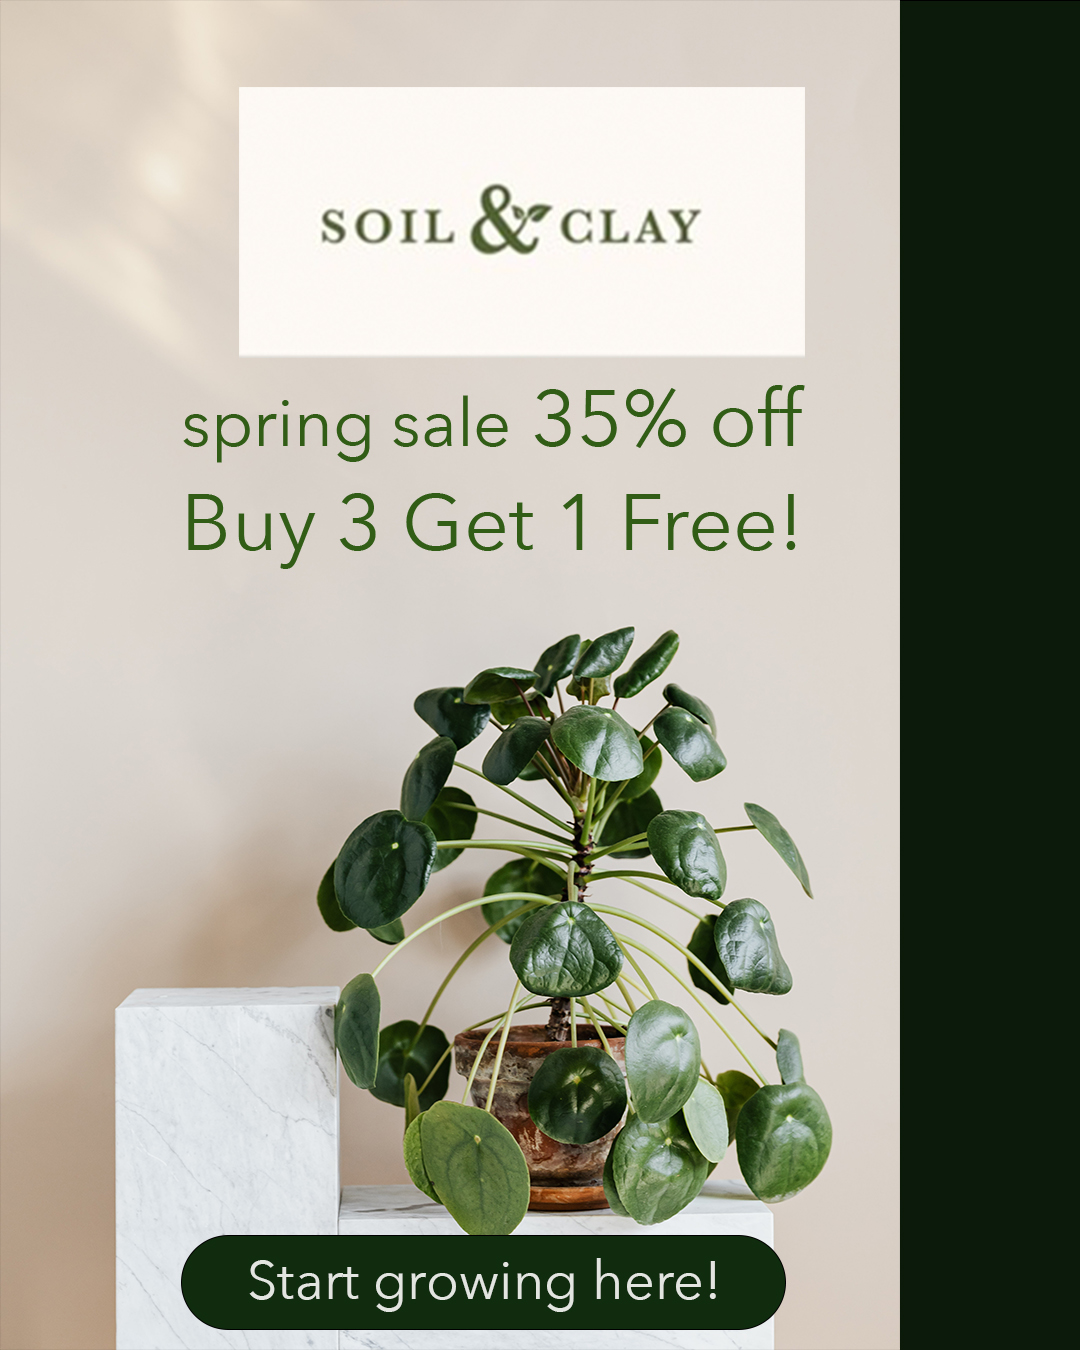 SOIL & CLAY
spring sale 35% off
Buy 3 Get 1 Free!
Start growing here!